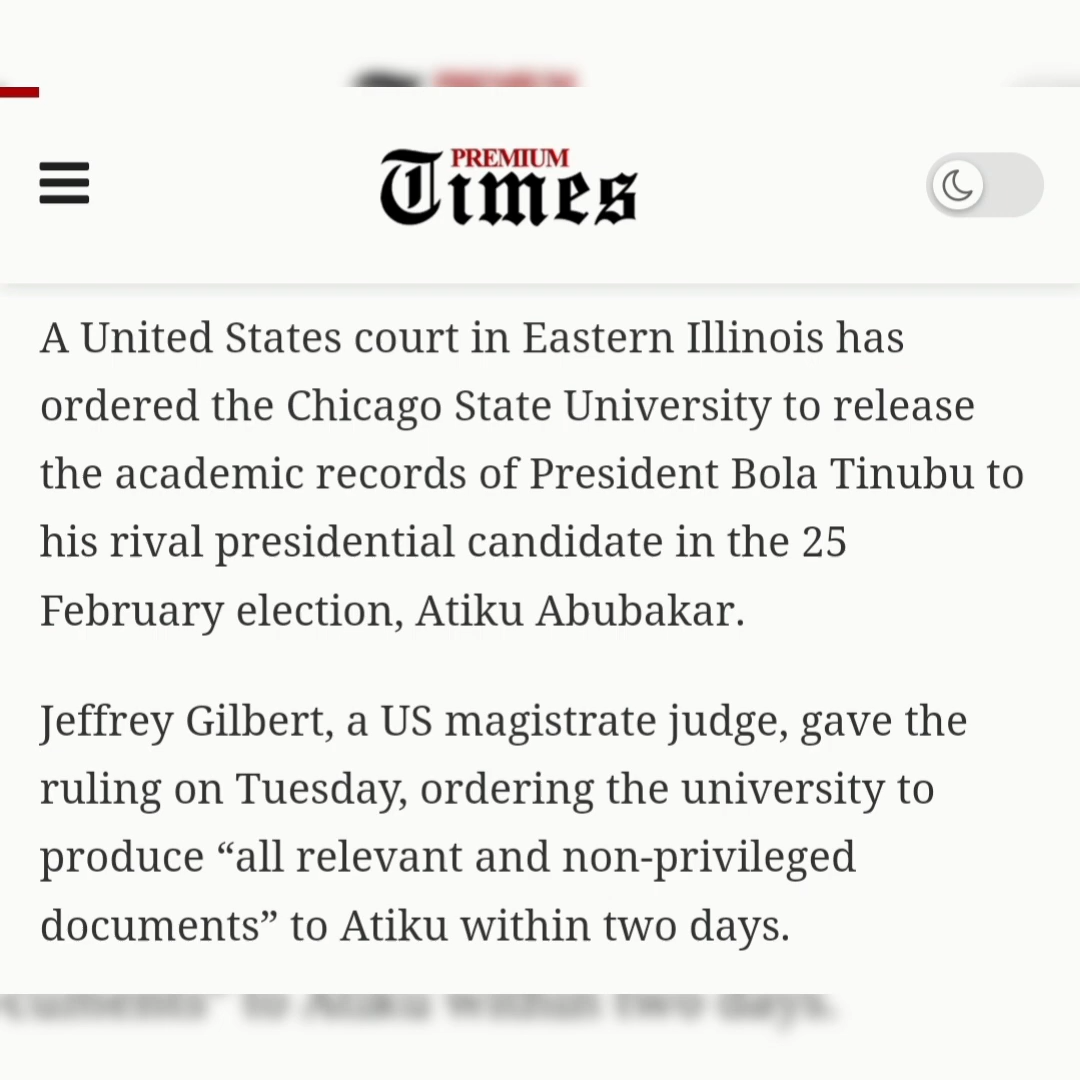 PREMIUM
Times
A United States court in Eastern Illinois has
ordered the Chicago State University to release
the academic records of President Bola Tinubu to
his rival presidential candidate in the 25
February election, Atiku Abubakar.
Jeffrey Gilbert, a US magistrate judge, gave the
ruling on Tuesday, ordering the university to
produce “all relevant and non-privileged
documents” to Atiku within two days.